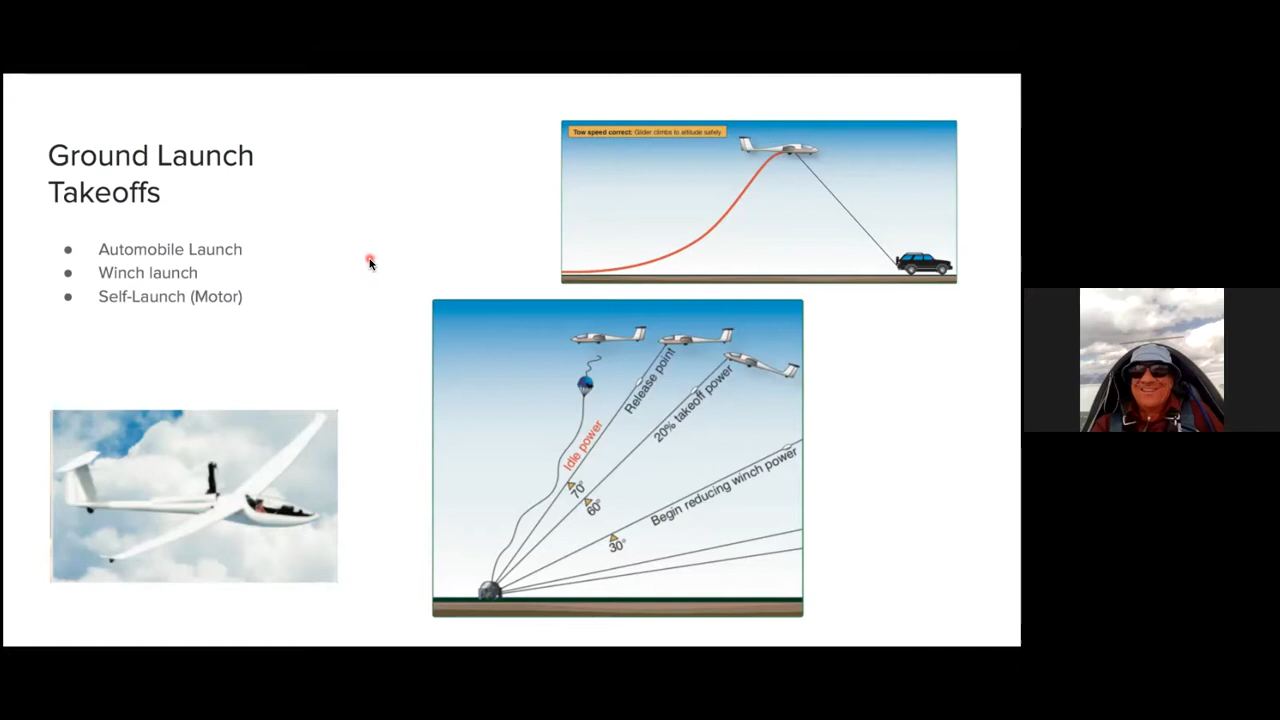 Ground Launch
Takeoffs
● Automobile Launch
● Winch launch
● Self-Launch (Motor)
Tow speed correct: Glider climbs to altitude safely.
Release point
20% takeoff power
Idle power
Begin reducing winch power
70°
60°
30°